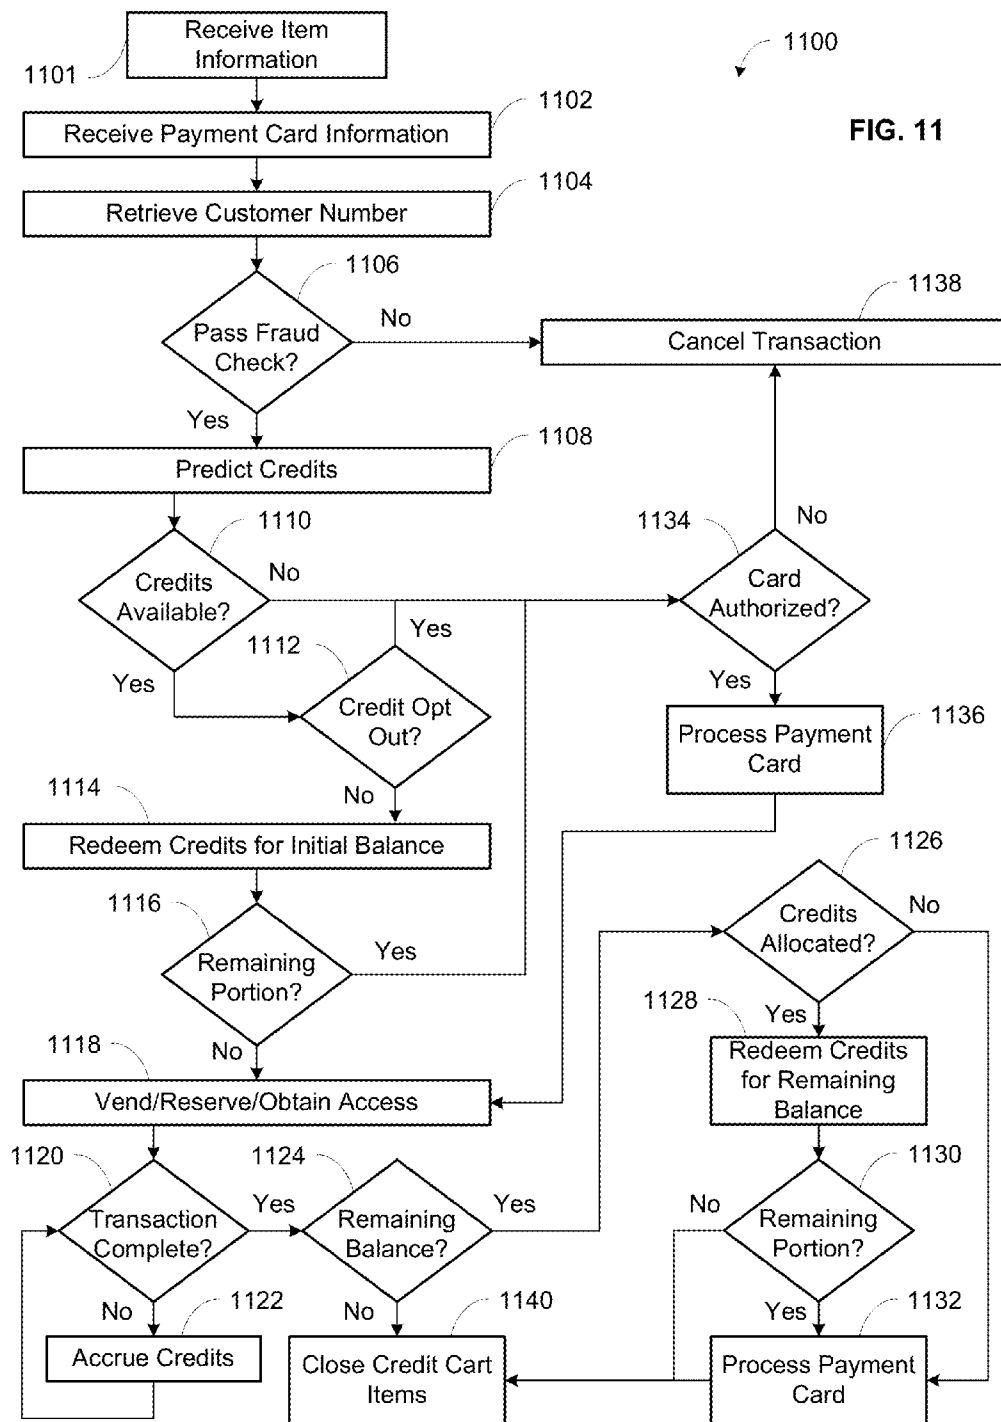 Receive Item
Information
1101
1100
FIG. 11
1102
Receive Payment Card Information
1104
Retrieve Customer Number
1106
Pass Fraud
Check?
No
Yes
1138
Cancel Transaction
1108
Predict Credits
1110
Credits
Available?
No
Yes
1112
Yes
Credit Opt
Out?
No
1134
No
Card
Authorized?
Yes
1136
Process Payment
Card
1114
Redeem Credits for Initial Balance
1116
Remaining
Portion?
Yes
No
1126
Credits
Allocated?
No
Yes
1118
Vend/Reserve/Obtain Access
1128
Redeem Credits
for Remaining
Balance
1120
Transaction
Complete?
Yes
No
1124
Remaining
Balance?
Yes
No
1130
Remaining
Portion?
No
Yes
1122
Accrue Credits
1140
Close Credit Cart
Items
1132
Process Payment
Card